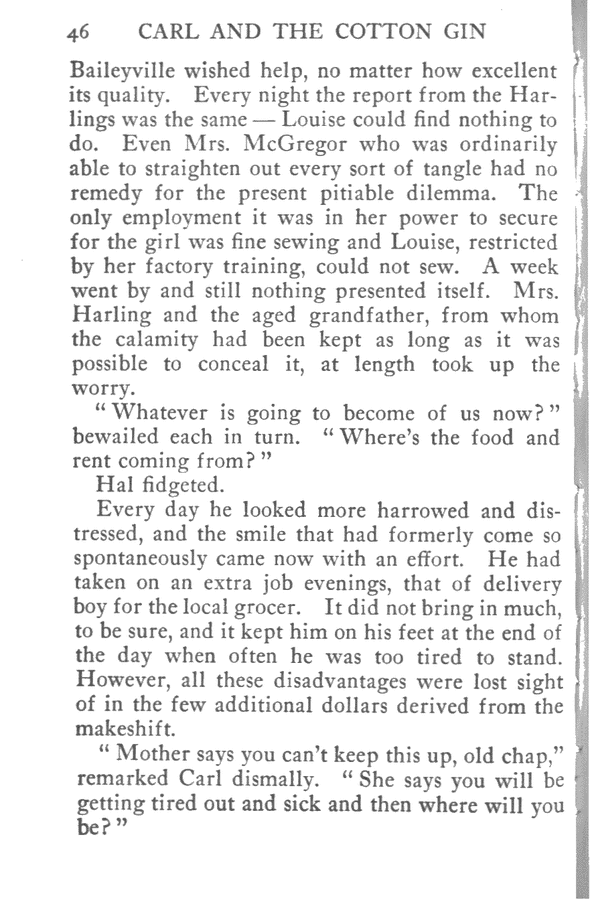 46 CARL AND THE COTTON GIN
Baileyville wished help, no matter how excellent
its quality. Every night the report from the Har-
lings was the same — Louise could find nothing to
do. Even Mrs. McGregor who was ordinarily
able to straighten out every sort of tangle had no
remedy for the present pitiable dilemma. The
only employment it was in her power to secure
for the girl was fine sewing and Louise, restricted
by her factory training, could not sew. A week
went by and still nothing presented itself. Mrs.
Harling and the aged grandfather, from whom
the calamity had been kept as long as it was
possible to conceal it, at length took up the
worry.
“ Whatever is going to become of us now? ”
bewailed each in turn. “ Where's the food and
rent coming from? ”
Hal fidgeted.
Every day he looked more harrowed and dis-
tressed, and the smile that had formerly come so
spontaneously came now with an effort. He had
taken on an extra job evenings, that of delivery
boy for the local grocer. It did not bring in much,
to be sure, and it kept him on his feet at the end of
the day when often he was too tired to stand.
However, all these disadvantages were lost sight
of in the few additional dollars derived from the
makeshift.
“ Mother says you can't keep this up, old chap,”
remarked Carl dismally. “ She says you will be
getting tired out and sick and then where will you
be? ”